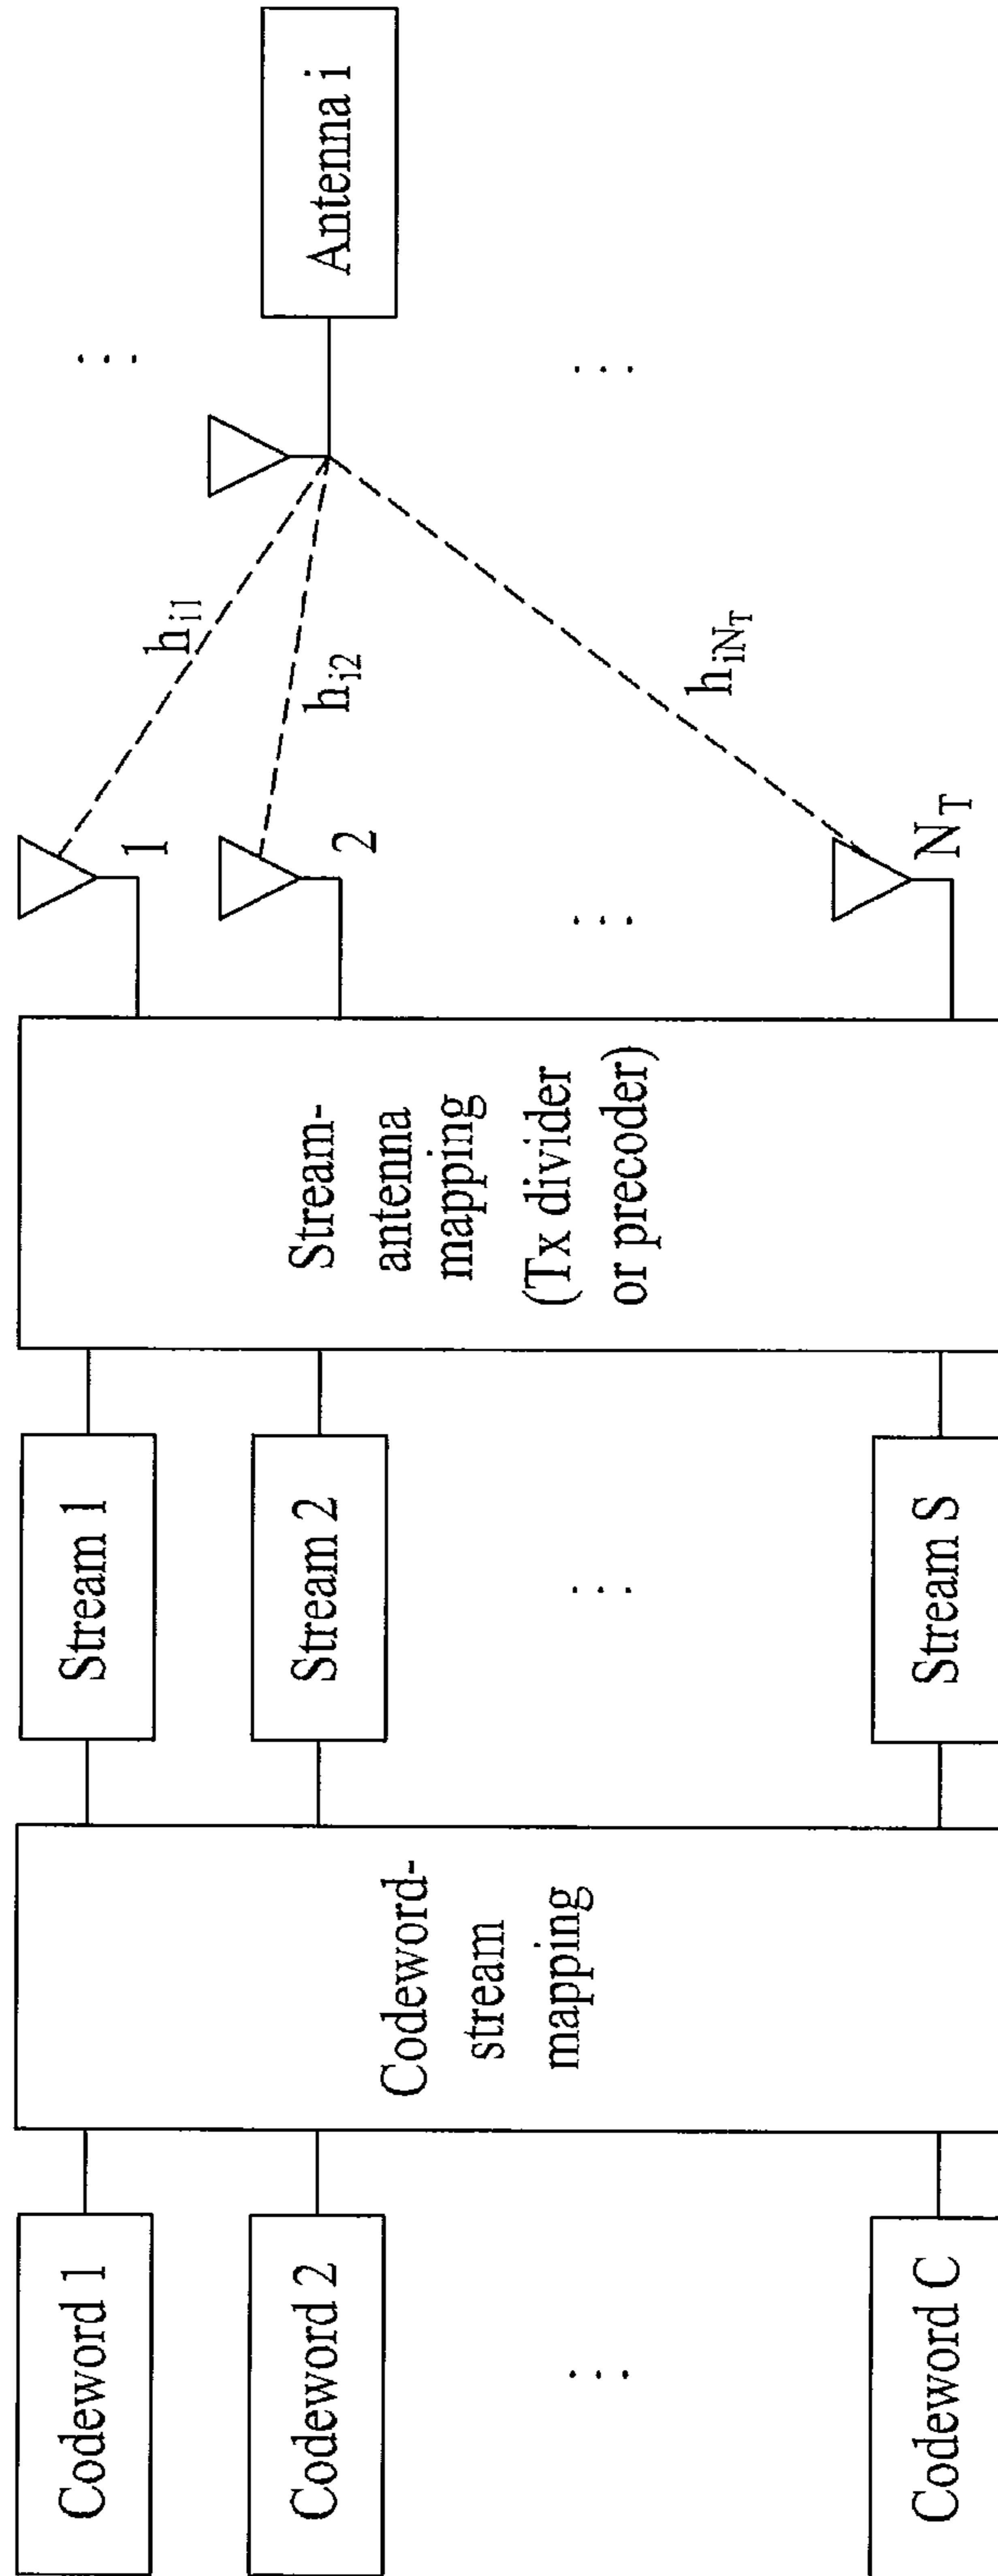 Codeword 1
Codeword 2
...
Codeword C
Codeword-
stream
mapping
Stream 1
Stream 2
...
Stream S
Stream-
antenna
mapping
(Tx divider
or precoder)
1
2
...
N_T
h_i1
h_i2
h_iN_T
...
Antenna i
...